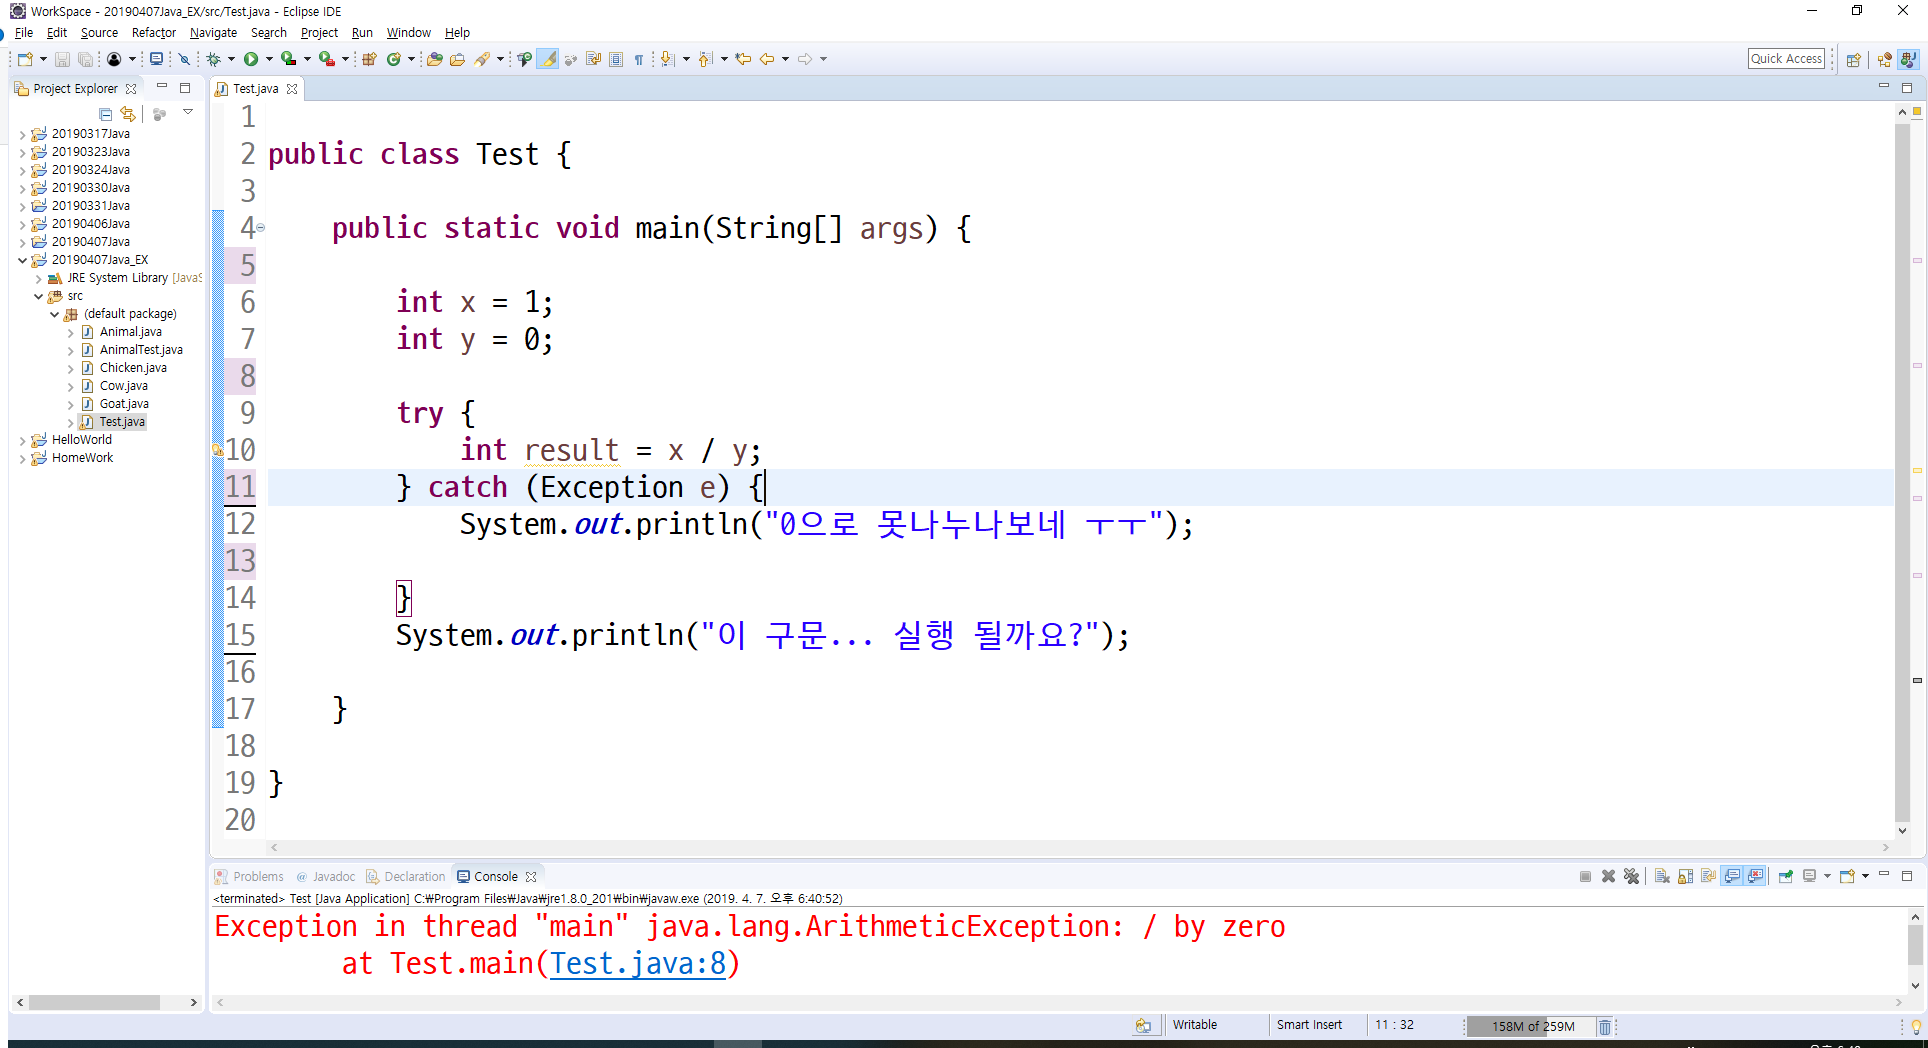 WorkSpace - 20190407Java_EX/src/Test.java - Eclipse IDE
File Edit Source Refactor Navigate Search Project Run Window Help
Quick Access
Project Explorer
Test.java
20190317Java
20190323Java
20190324Java
20190330Java
20190331Java
20190406Java
20190407Java
20190407Java_EX
JRE System Library [JavaS
src
(default package)
Animal.java
AnimalTest.java
Chicken.java
Cow.java
Goat.java
Test.java
HelloWorld
HomeWork
1
2 public class Test {
3
4 public static void main(String[] args) {
5
6 int x = 1;
7 int y = 0;
8
9 try {
10 int result = x / y;
11 } catch (Exception e) {
12 System.out.println("0으로 못나누나보네 ㅜㅜ");
13
14 }
15 System.out.println("이 구문... 실행 될까요?");
16
17 }
18
19 }
20
Problems @ Javadoc Declaration Console
<terminated> Test [Java Application] C:₩Program Files₩Java₩jre1.8.0_201₩bin₩javaw.exe (2019. 4. 7. 오후 6:40:52)
Exception in thread "main" java.lang.ArithmeticException: / by zero
at Test.main(Test.java:8)
Writable Smart Insert 11 : 32 158M of 259M